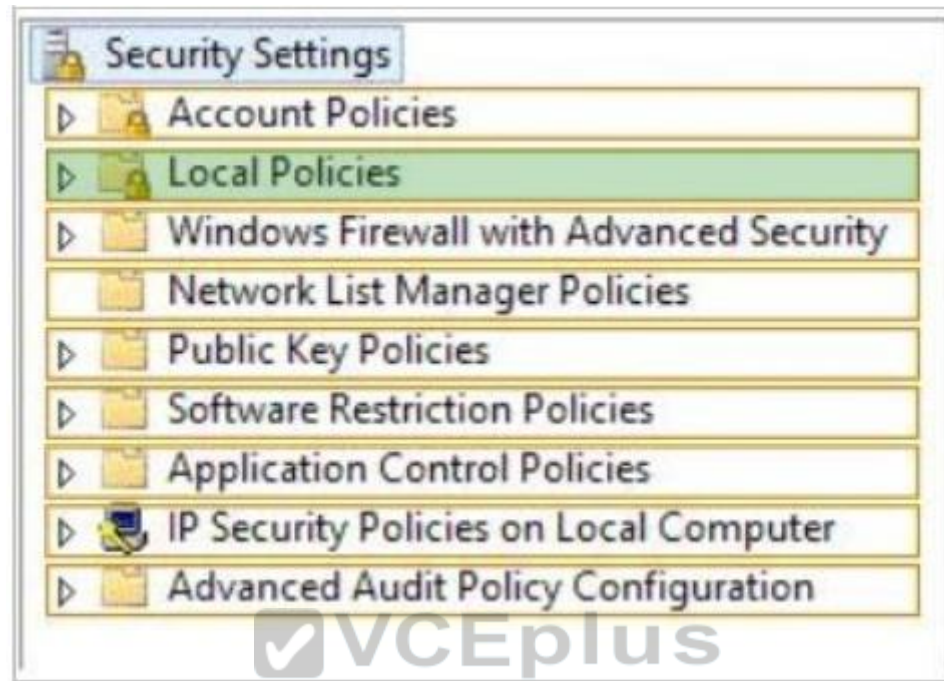 Security Settings
Account Policies
Local Policies
Windows Firewall with Advanced Security
Network List Manager Policies
Public Key Policies
Software Restriction Policies
Application Control Policies
IP Security Policies on Local Computer
Advanced Audit Policy Configuration
VCEplus